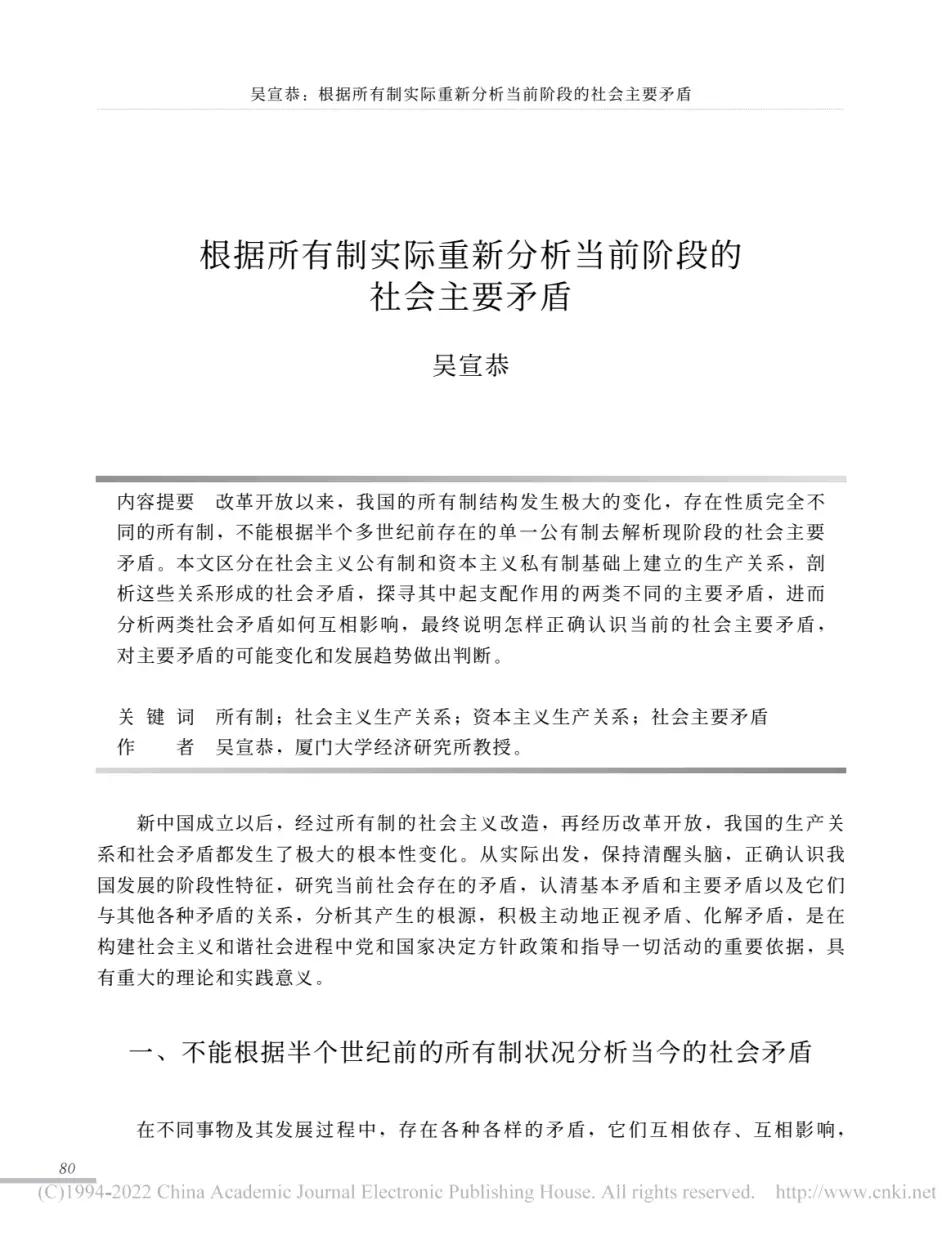 吴宣恭：根据所有制实际重新分析当前阶段的社会主要矛盾
根据所有制实际重新分析当前阶段的
社会主要矛盾
吴宣恭
内容提要　改革开放以来，我国的所有制结构发生极大的变化，存在性质完全不
同的所有制，不能根据半个多世纪前存在的单一公有制去解析现阶段的社会主要
矛盾。本文区分在社会主义公有制和资本主义私有制基础上建立的生产关系，剖
析这些关系形成的社会矛盾，探寻其中起支配作用的两类不同的主要矛盾，进而
分析两类社会矛盾如何互相影响，最终说明怎样正确认识当前的社会主要矛盾，
对主要矛盾的可能变化和发展趋势做出判断。
关 键 词　所有制；社会主义生产关系；资本主义生产关系；社会主要矛盾
作　　者　吴宣恭，厦门大学经济研究所教授。
新中国成立以后，经过所有制的社会主义改造，再经历改革开放，我国的生产关
系和社会矛盾都发生了极大的根本性变化。从实际出发，保持清醒头脑，正确认识我
国发展的阶段性特征，研究当前社会存在的矛盾，认清基本矛盾和主要矛盾以及它们
与其他各种矛盾的关系，分析其产生的根源，积极主动地正视矛盾、化解矛盾，是在
构建社会主义和谐社会进程中党和国家决定方针政策和指导一切活动的重要依据，具
有重大的理论和实践意义。
一、不能根据半个世纪前的所有制状况分析当今的社会矛盾
在不同事物及其发展过程中，存在各种各样的矛盾，它们互相依存、互相影响，
80
(C)1994-2022 China Academic Journal Electronic Publishing House. All rights reserved.    http://www.cnki.net